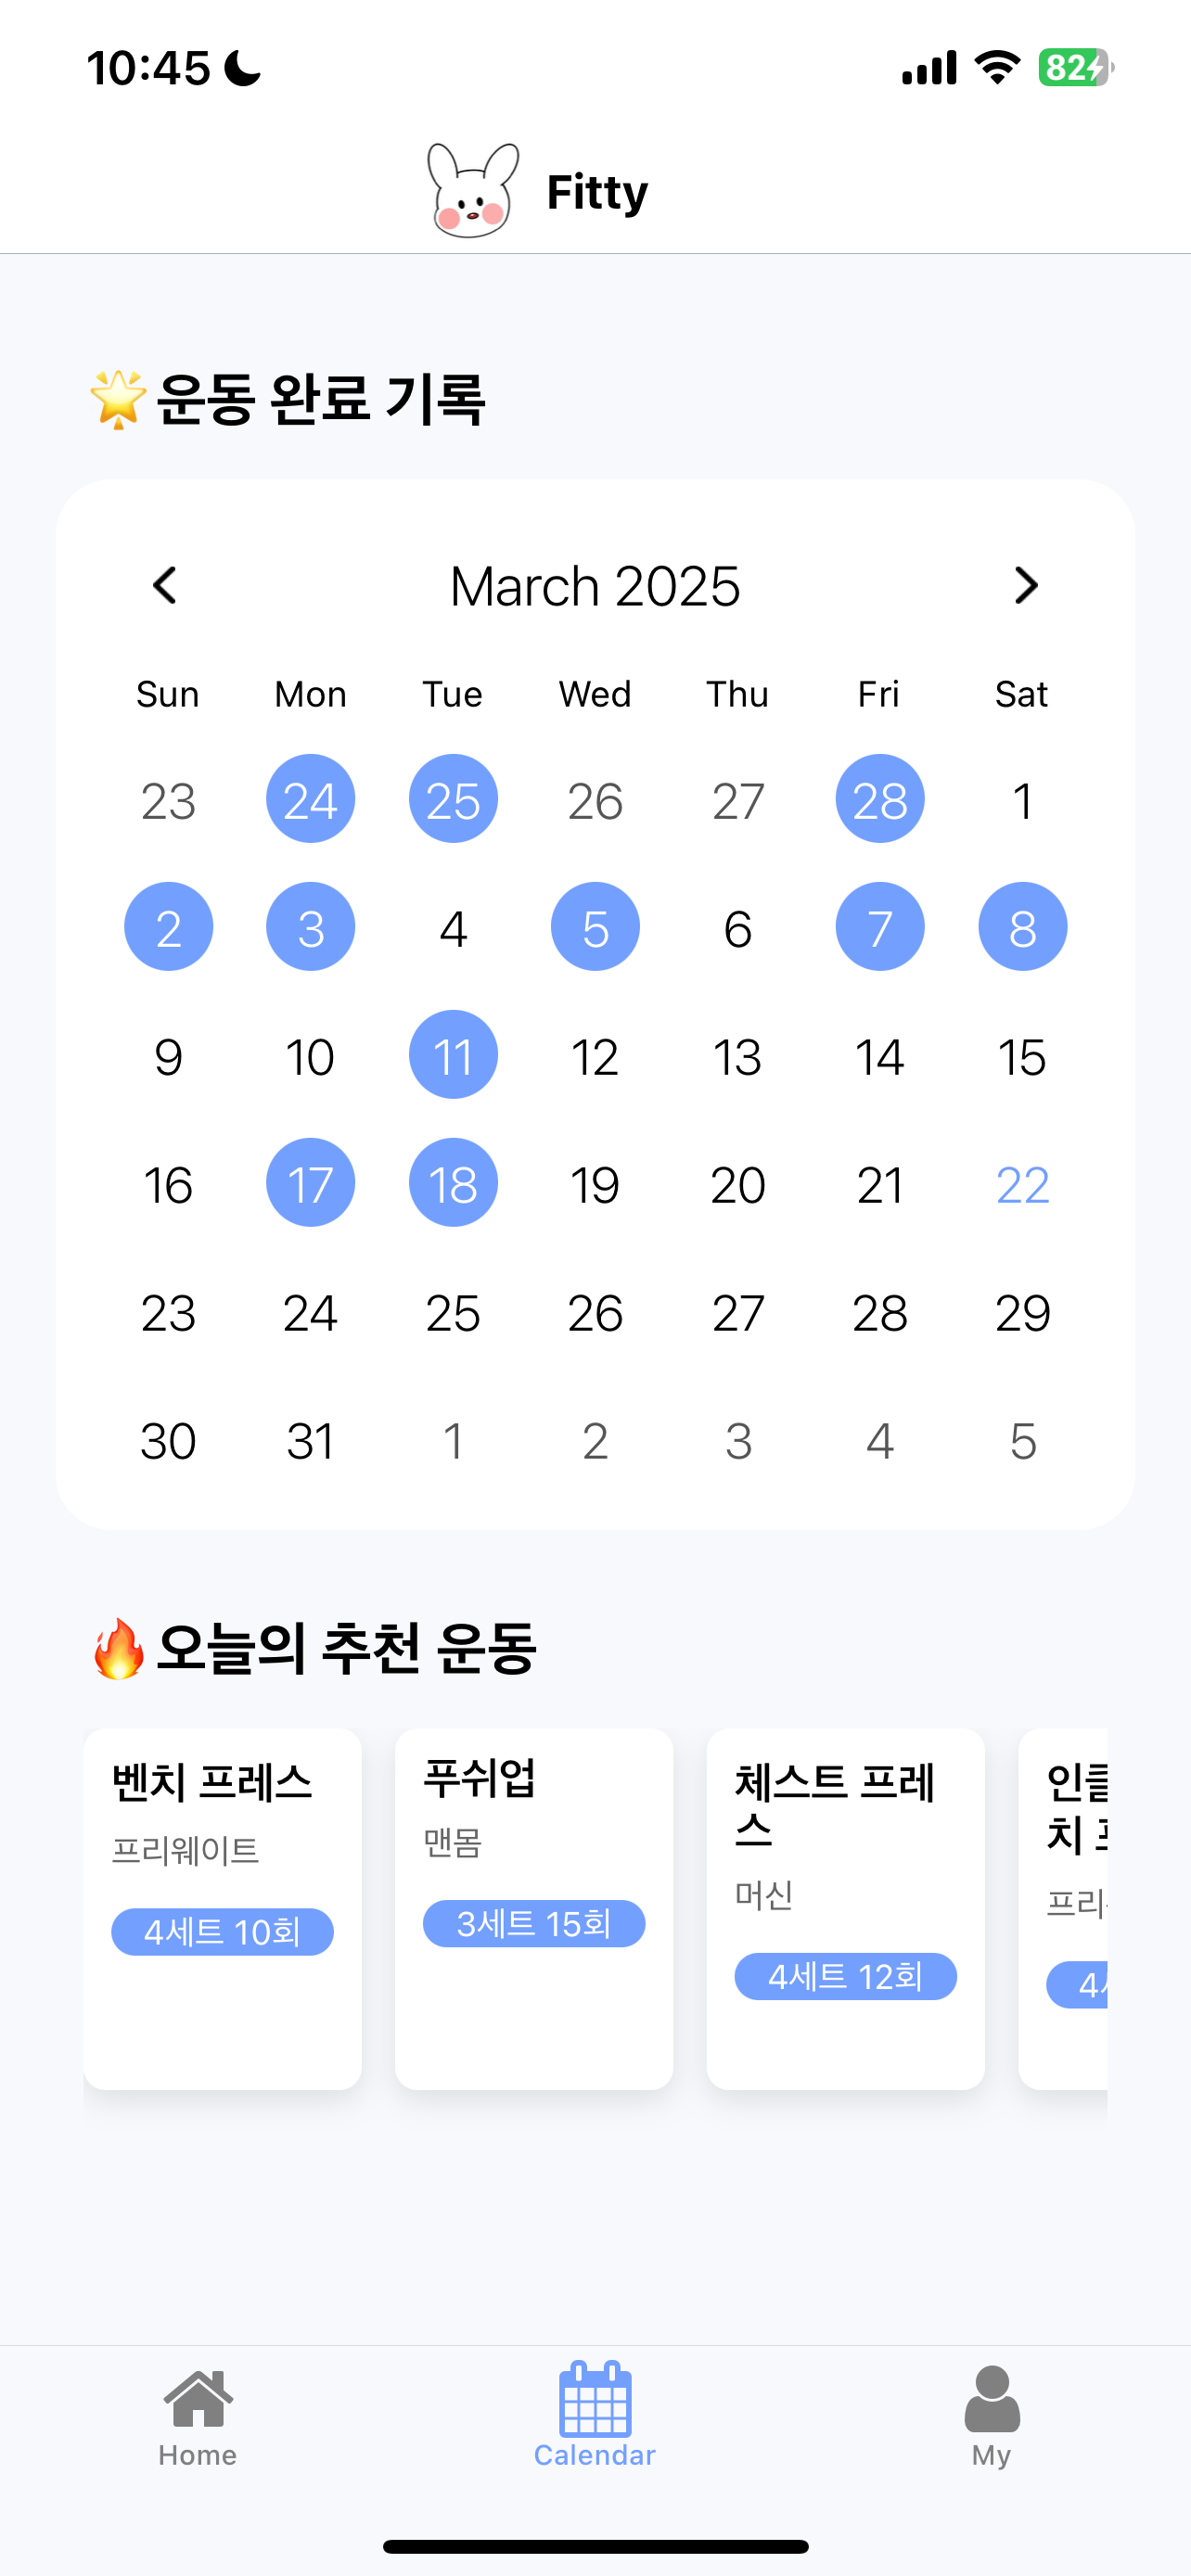 10:45
82
Fitty
🌟운동 완료 기록
March 2025
Sun Mon Tue Wed Thu Fri Sat
23 24 25 26 27 28 1
2 3 4 5 6 7 8
9 10 11 12 13 14 15
16 17 18 19 20 21 22
23 24 25 26 27 28 29
30 31 1 2 3 4 5
🔥오늘의 추천 운동
벤치 프레스
프리웨이트
4세트 10회
푸쉬업
맨몸
3세트 15회
체스트 프레
스
머신
4세트 12회
치
프리
Home Calendar My